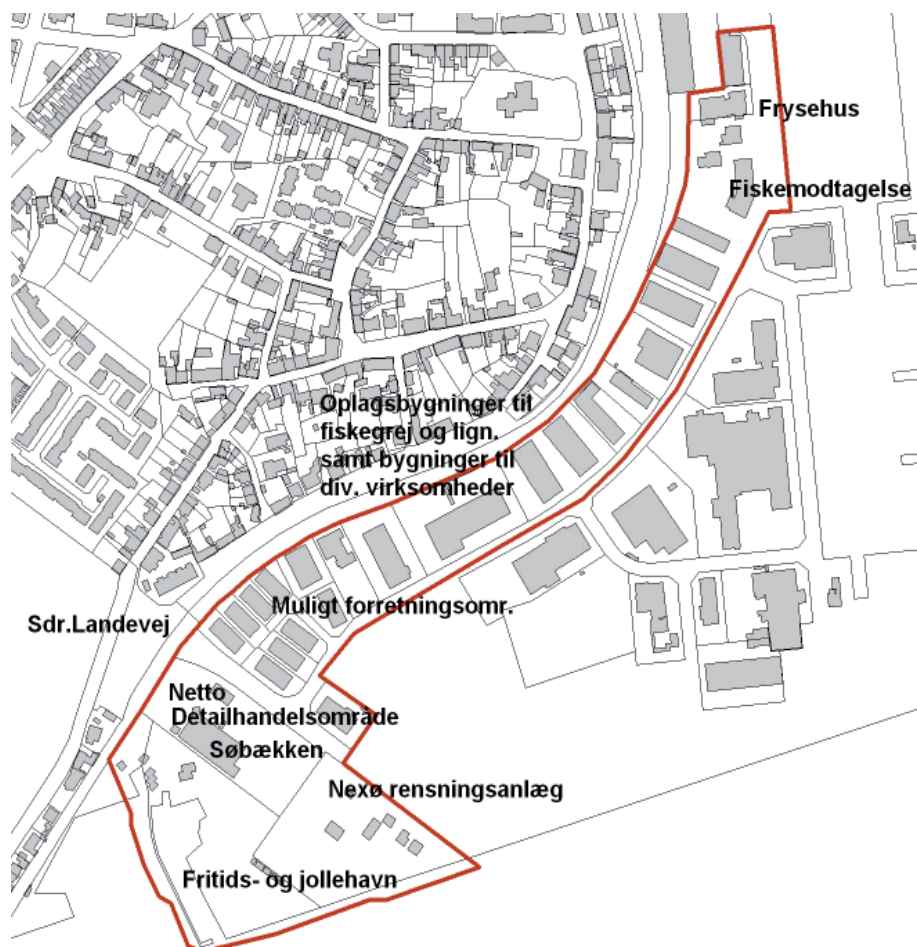 Frysehus
Fiskemodtagelse
Oplagsbygninger til
fiskegrej og lign.
samt bygninger til
div. virksomheder
Muligt forretningsomr.
Sdr.Landevej
Netto
Detailhandelsområde
Søbækken
Nexø rensningsanlæg
Fritids- og jollehavn